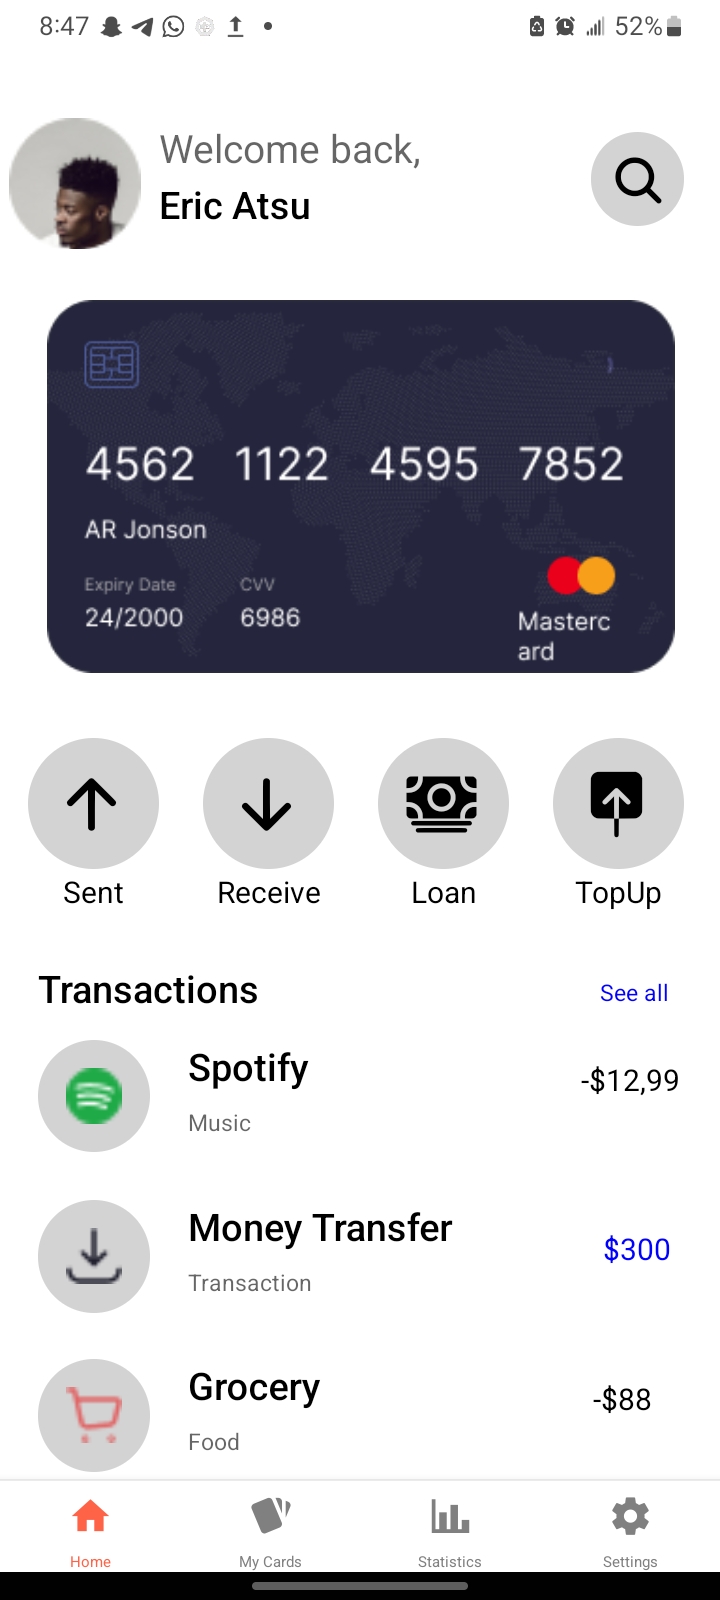 8:47
52%
Welcome back,
Eric Atsu
4562 1122 4595 7852
AR Jonson
Expiry Date CVV
24/2000 6986
Masterc
ard
Sent Receive Loan TopUp
Transactions See all
Spotify
-$12,99
Music
Money Transfer
$300
Transaction
Grocery
-$88
Food
Home My Cards Statistics Settings